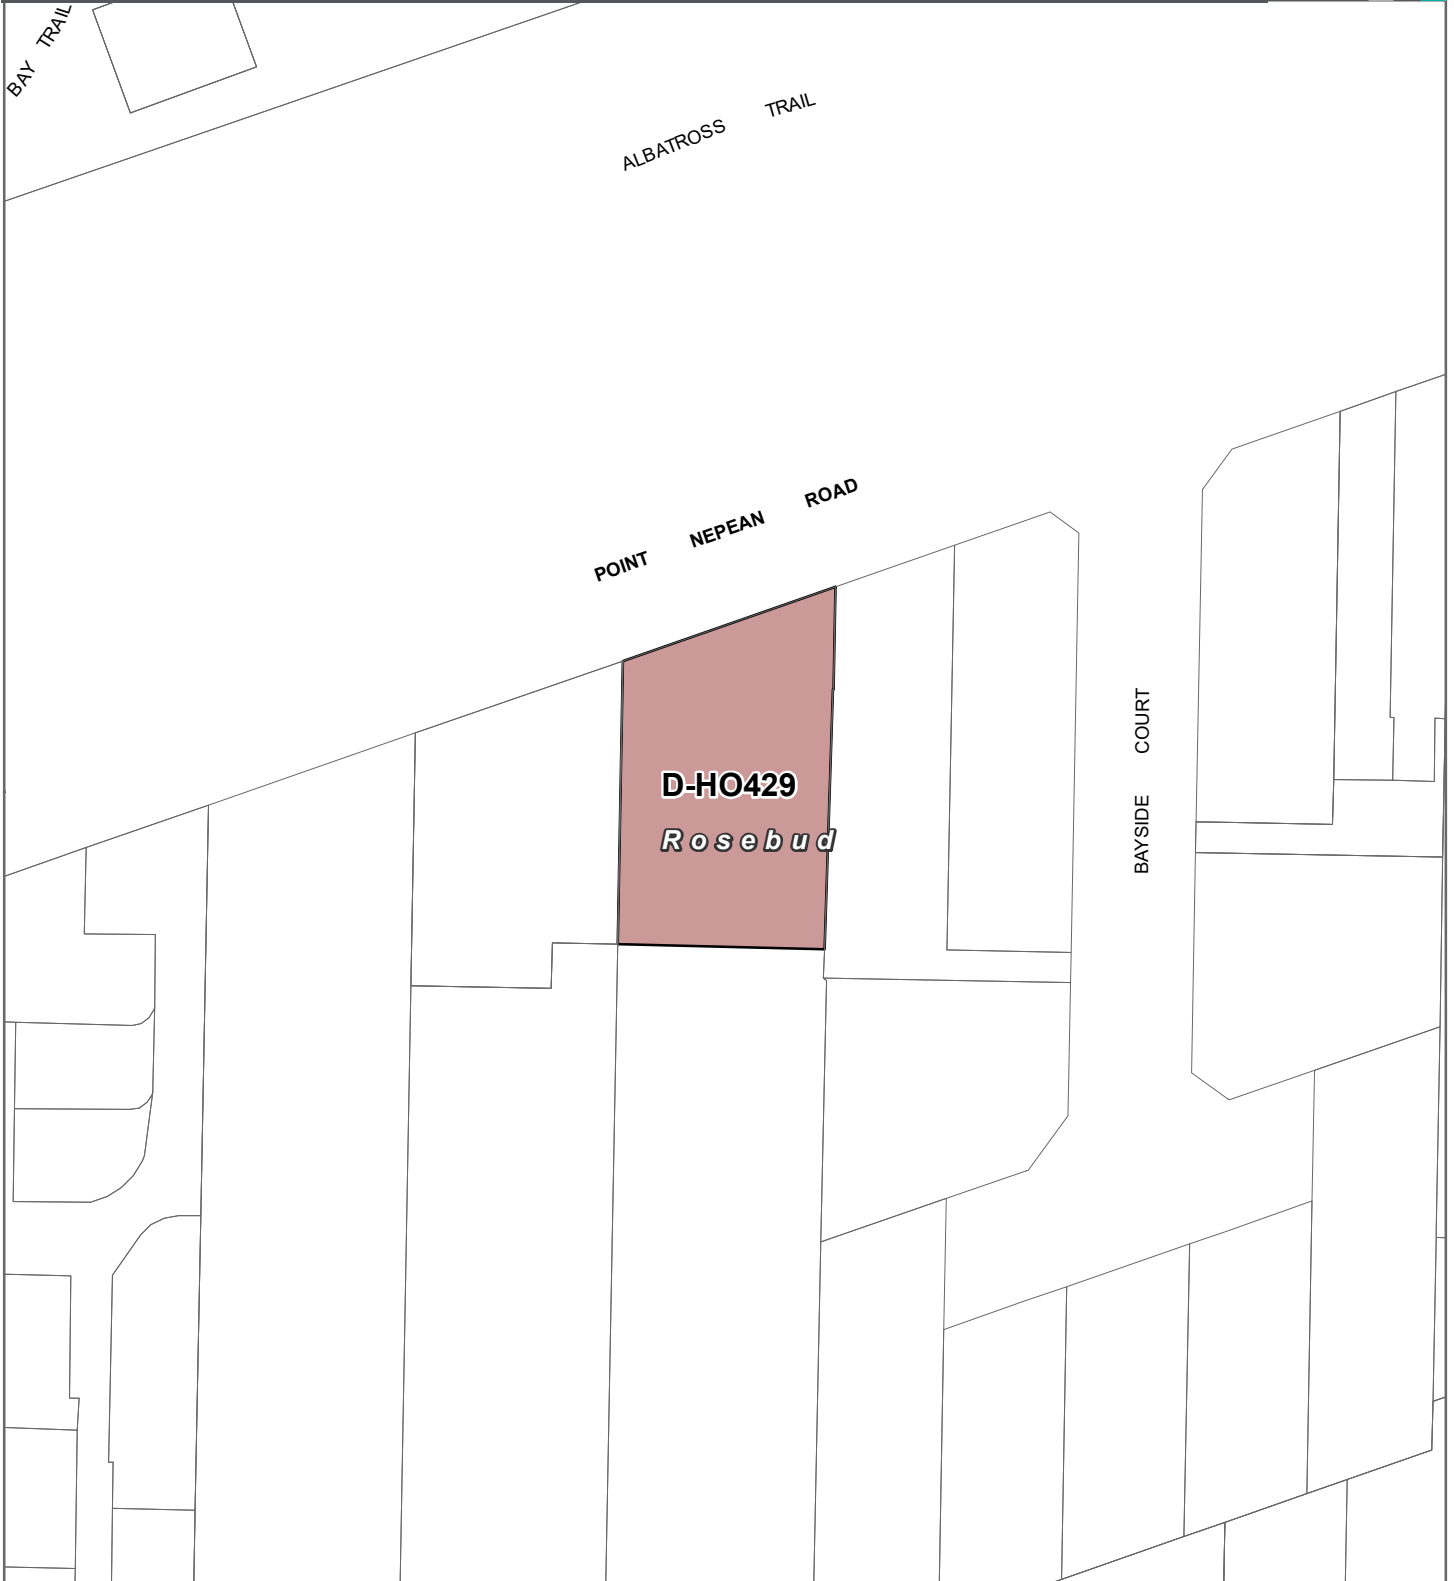 BAY TRAIL
ALBATROSS TRAIL
POINT NEPEAN ROAD
BAYSIDE COURT
D-HO429
Rosebud